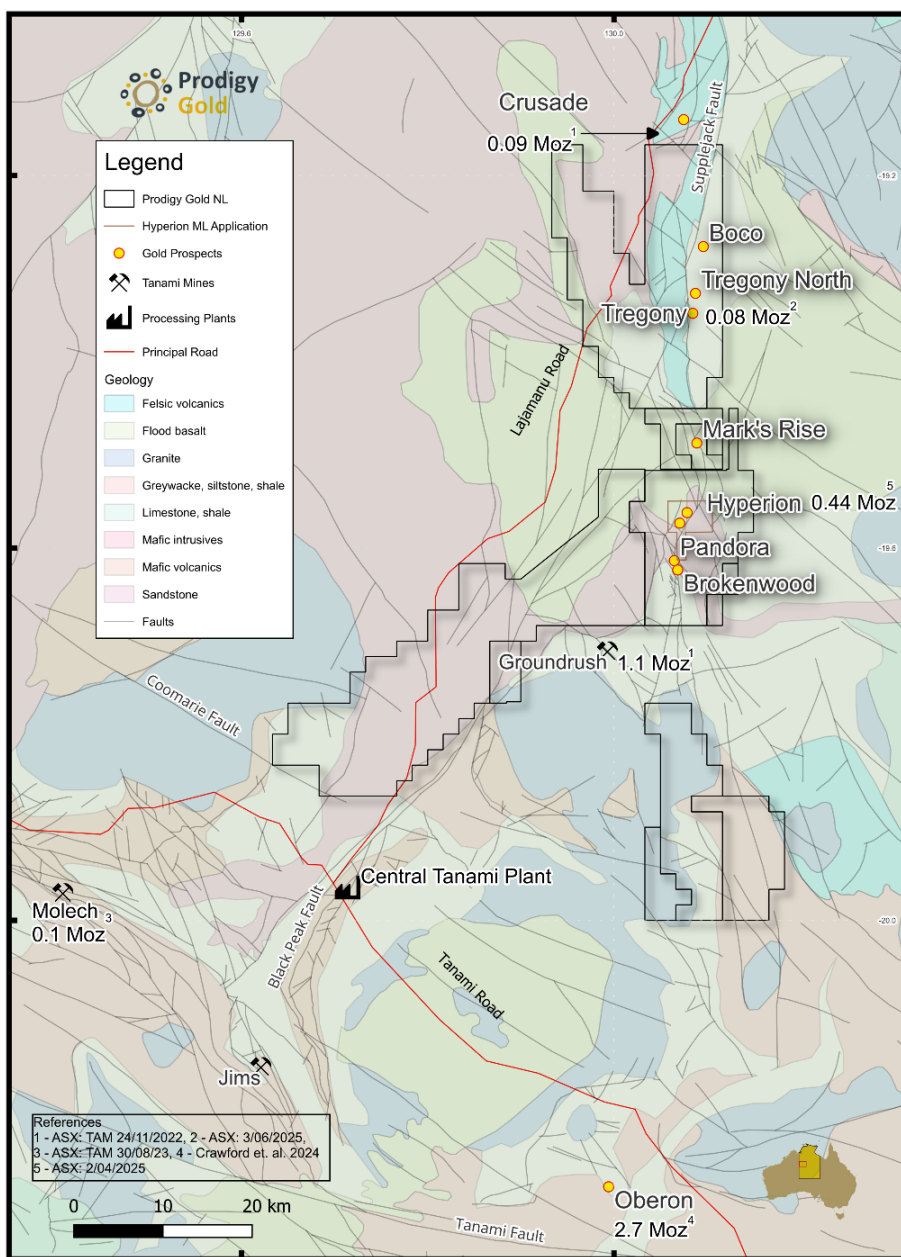 129.6
130.0
Prodigy
Gold
Crusade
0.09 Moz 1
Supplejack Fault
Legend
Prodigy Gold NL
Hyperion ML Application
Gold Prospects
Tanami Mines
Processing Plants
Principal Road
Geology
Felsic volcanics
Flood basalt
Granite
Greywacke, siltstone, shale
Limestone, shale
Mafic intrusives
Mafic volcanics
Sandstone
Faults
-19.2
Boco
Tregony North
Tregony
0.08 Moz 2
Lajamanu Road
Mark's Rise
Hyperion
0.44 Moz 5
-19.6
Pandora
Brokenwood
Groundrush 1.1 Moz 1
Coomarie Fault
Central Tanami Plant
Molech 3
0.1 Moz
-20.0
Black Peak Fault
Tanami Road
Jims
References
1 - ASX: TAM 24/11/2022, 2 - ASX: 3/06/2025,
3 - ASX: TAM 30/08/23, 4 - Crawford et. al. 2024
5 - ASX: 2/04/2025
0 10 20 km
Oberon
2.7 Moz 4
Tanami Fault